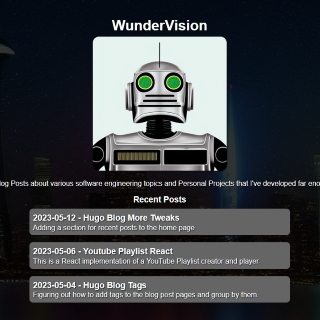 WunderVision
log Posts about various software engineering topics and Personal Projects that I've developed far eno
Recent Posts
2023-05-12 - Hugo Blog More Tweaks
Adding a section for recent posts to the home page
2023-05-06 - Youtube Playlist React
This is a React implementation of a YouTube Playlist creator and player
2023-05-04 - Hugo Blog Tags
Figuring out how to add tags to the blog post pages and group by them.